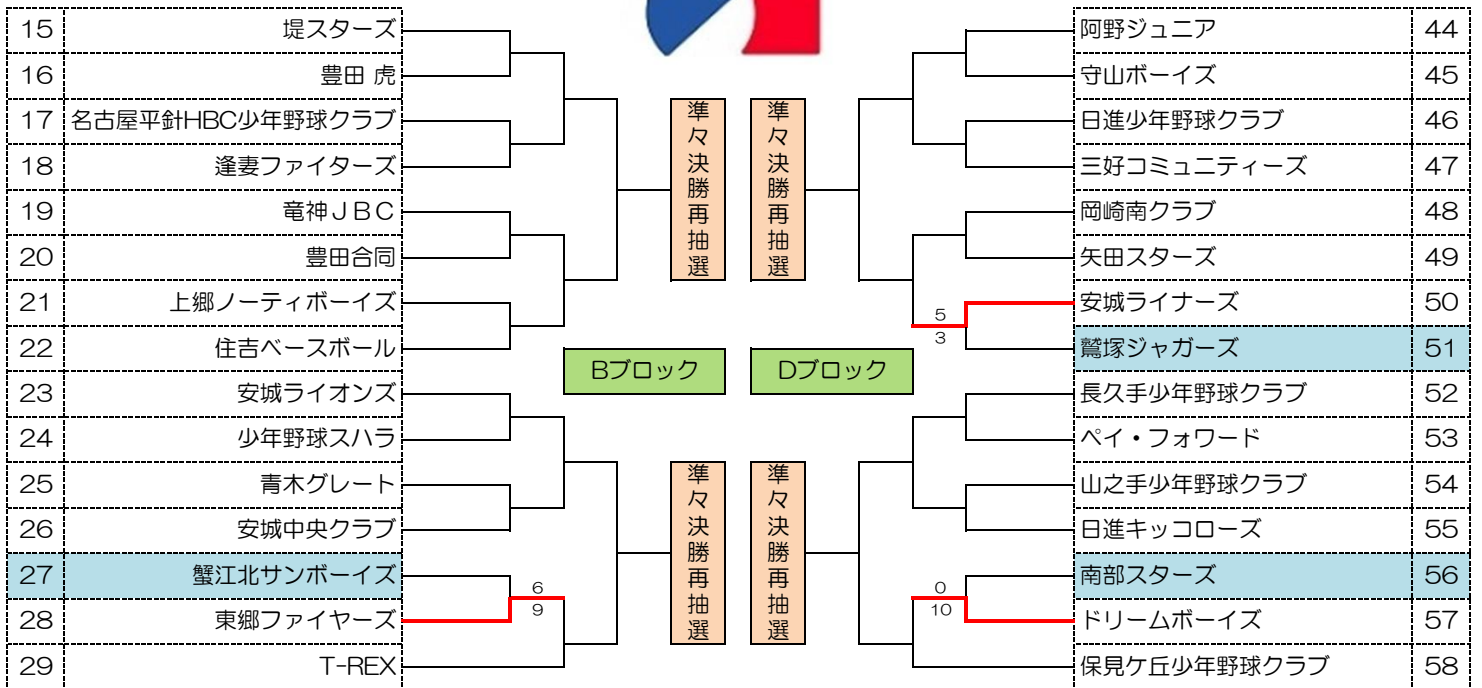 15 堤スターズ
16 豊田 虎
17 名古屋平針HBC少年野球クラブ
18 逢妻ファイターズ
19 竜神JBC
20 豊田合同
21 上郷ノーティボーイズ
22 住吉ベースボール
23 安城ライオンズ
24 少年野球スハラ
25 青木グレート
26 安城中央クラブ
27 蟹江北サンボーイズ
28 東郷ファイヤーズ
29 T-REX
6
9
準々決勝再抽選
準々決勝再抽選
Bブロック
Dブロック
準々決勝再抽選
準々決勝再抽選
5
3
0
10
阿野ジュニア 44
守山ボーイズ 45
日進少年野球クラブ 46
三好コミュニティーズ 47
岡崎南クラブ 48
矢田スターズ 49
安城ライナーズ 50
鷲塚ジャガーズ 51
長久手少年野球クラブ 52
ペイ・フォワード 53
山之手少年野球クラブ 54
日進キッコローズ 55
南部スターズ 56
ドリームボーイズ 57
保見ケ丘少年野球クラブ 58